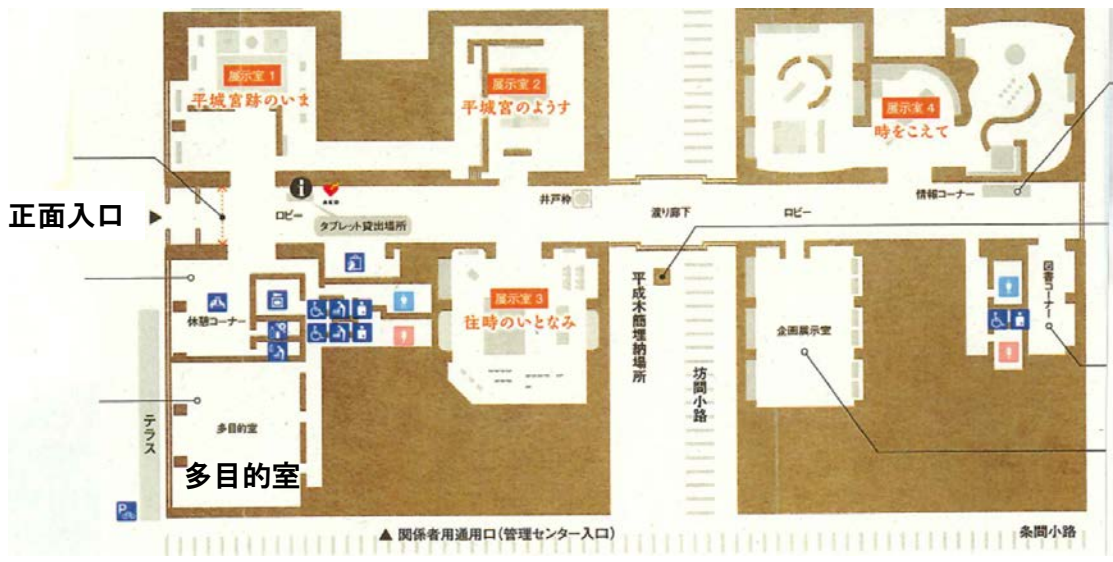 展示室 1
平城宮跡のいま
展示室 2
平城宮のようす
展示室 4
時をこえて
正面入口
ロビー
i
AED
タブレット貸出場所
井戸枠
渡り廊下
ロビー
情報コーナー
休憩コーナー
展示室 3
往時のいとなみ
平成木簡埋納場所
坊間小路
企画展示室
図書コーナー
テラス
多目的室
多目的室
P
▲ 関係者用通用口(管理センター入口)
条間小路